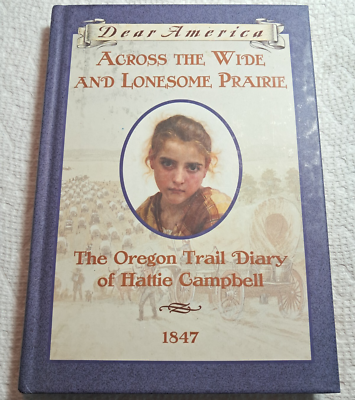 Dear America
ACROSS THE WIDE
AND LONESOME PRAIRIE
The Oregon Trail Diary
of Hattie Campbell
1847